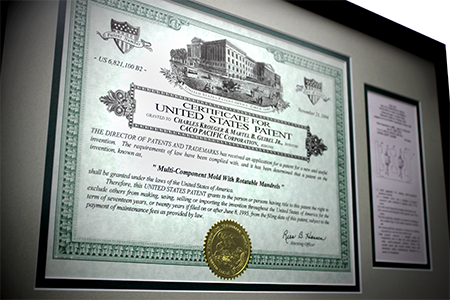 - US 6,821,100 B2 -
November 23, 2004
CERTIFICATE FOR
UNITED STATES PATENT
GRANTED TO
CHARLES KROEGER & MARTEL R. GLIBEL JR.,
CACO PACIFIC CORPORATION,
THE DIRECTOR OF PATENTS AND TRADEMARKS has received an application for a patent for a new and useful
invention. The requirements of law have been complied with, and it has been determined that a patent on the
invention, known as,
" Multi-Component Mold With Rotatable Mandrels"
shall be granted under the laws of the United States of America.
Therefore, this UNITED STATES PATENT grants to the person or persons having title to this patent the right to
exclude others from making, using, selling or importing the invention throughout the United States of America for the
term of seventeen years, or twenty years if filed on or after June 8, 1995, from the filing date of this patent, subject to the
payment of maintenance fees as provided by law.
Issuing Officer